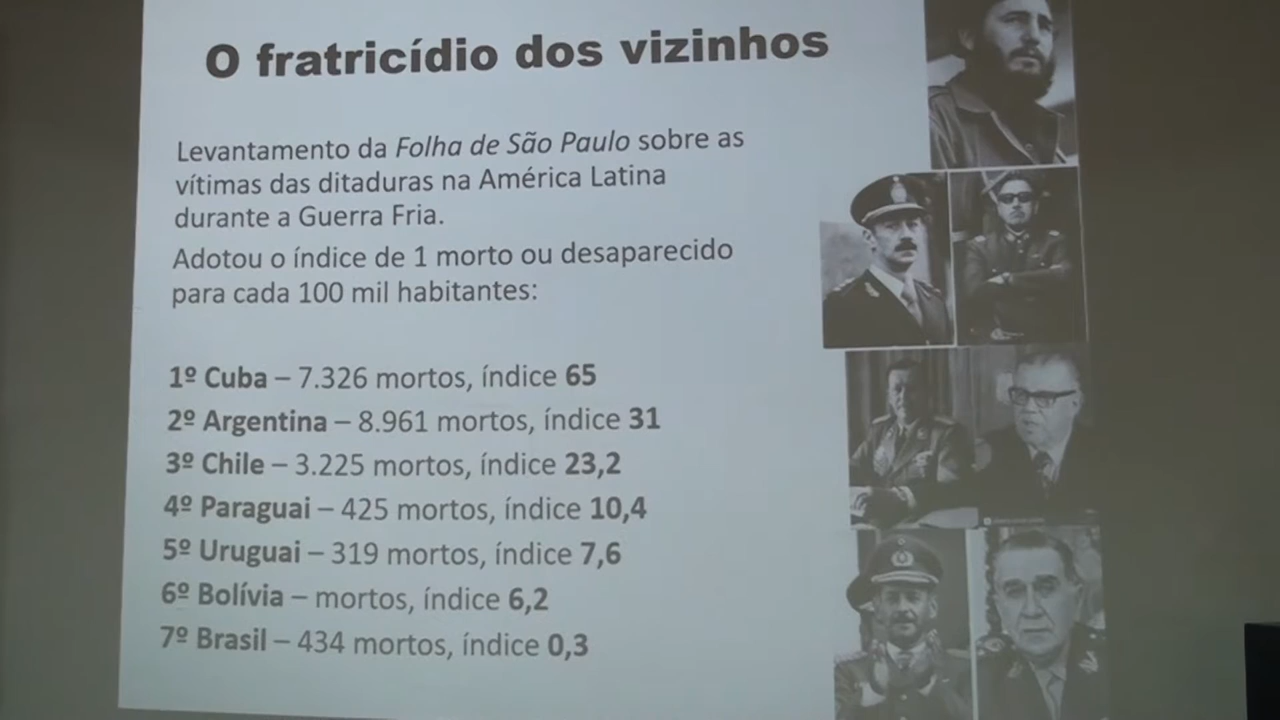 O fratricídio dos vizinhos
Levantamento da Folha de São Paulo sobre as
vítimas das ditaduras na América Latina
durante a Guerra Fria.
Adotou o índice de 1 morto ou desaparecido
para cada 100 mil habitantes:
1º Cuba – 7.326 mortos, índice 65
2º Argentina – 8.961 mortos, índice 31
3º Chile – 3.225 mortos, índice 23,2
4º Paraguai – 425 mortos, índice 10,4
5º Uruguai – 319 mortos, índice 7,6
6º Bolívia – mortos, índice 6,2
7º Brasil – 434 mortos, índice 0,3